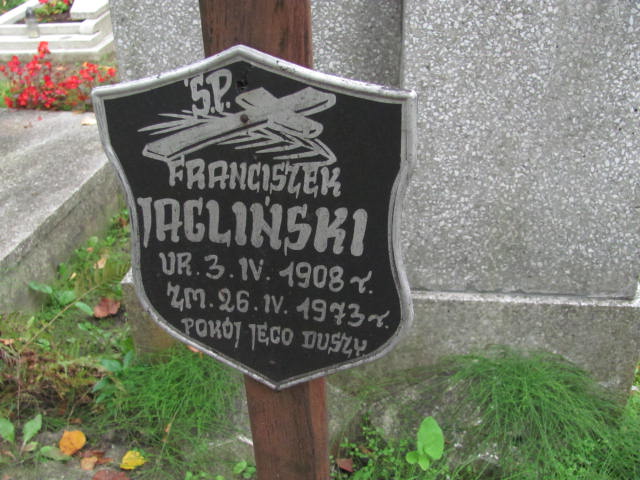 Ś.P.
FRANCISZEK
JAGLIŃSKI
UR. 3. IV. 1908 r.
ZM. 26. IV. 1973 r.
POKÓJ JEGO DUSZY